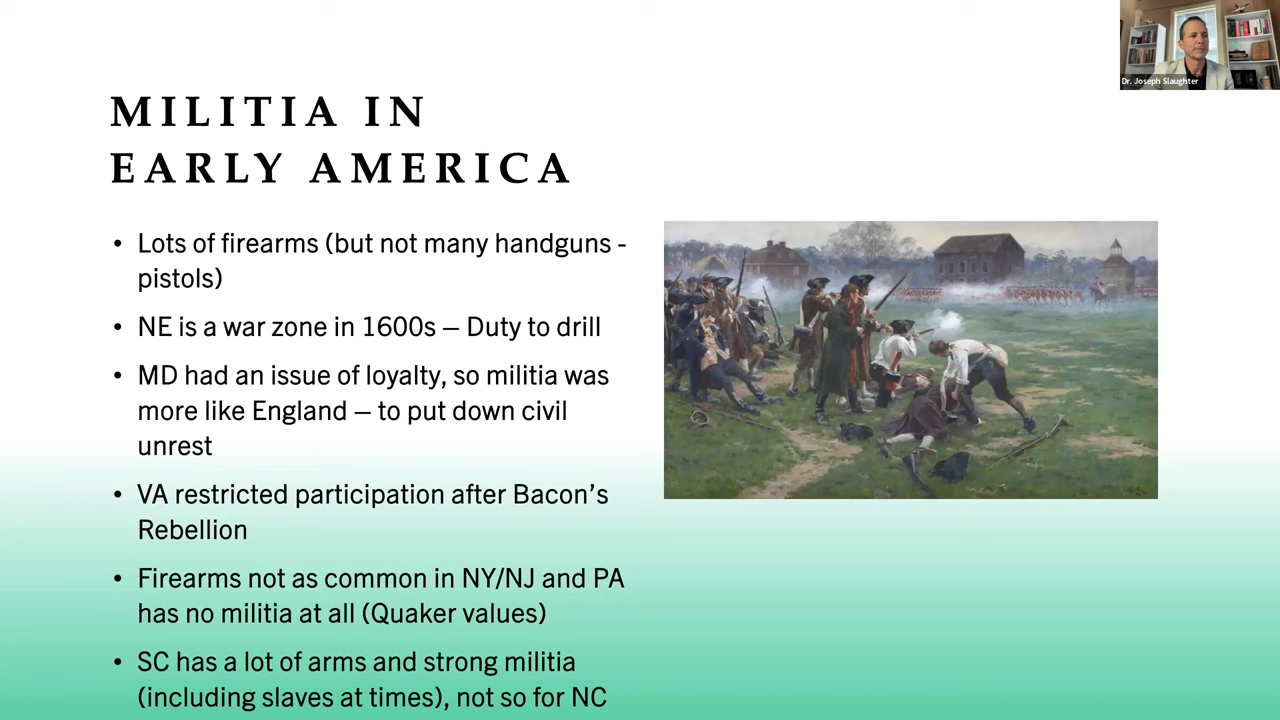 Dr. Joseph Slaughter
MILITIA IN
EARLY AMERICA
• Lots of firearms (but not many handguns -
pistols)
• NE is a war zone in 1600s – Duty to drill
• MD had an issue of loyalty, so militia was
more like England – to put down civil
unrest
• VA restricted participation after Bacon’s
Rebellion
• Firearms not as common in NY/NJ and PA
has no militia at all (Quaker values)
• SC has a lot of arms and strong militia
(including slaves at times), not so for NC